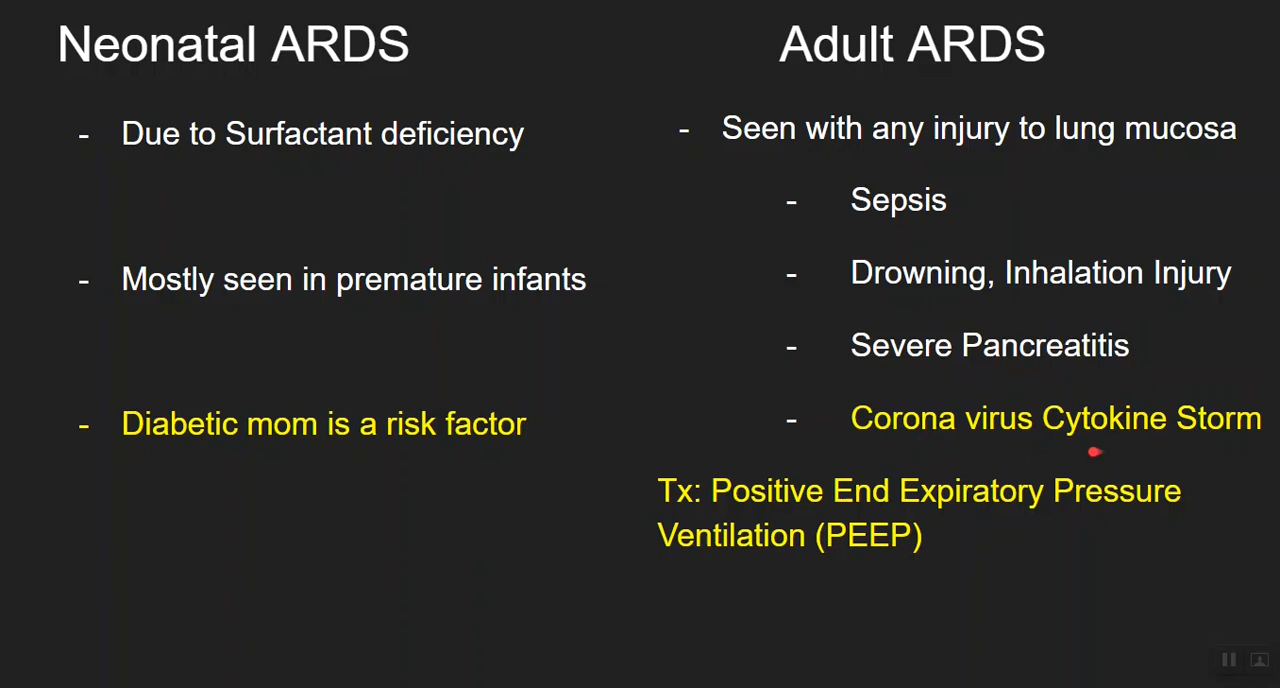 Neonatal ARDS
- Due to Surfactant deficiency
- Mostly seen in premature infants
- Diabetic mom is a risk factor
Adult ARDS
- Seen with any injury to lung mucosa
- Sepsis
- Drowning, Inhalation Injury
- Severe Pancreatitis
- Corona virus Cytokine Storm
Tx: Positive End Expiratory Pressure
Ventilation (PEEP)